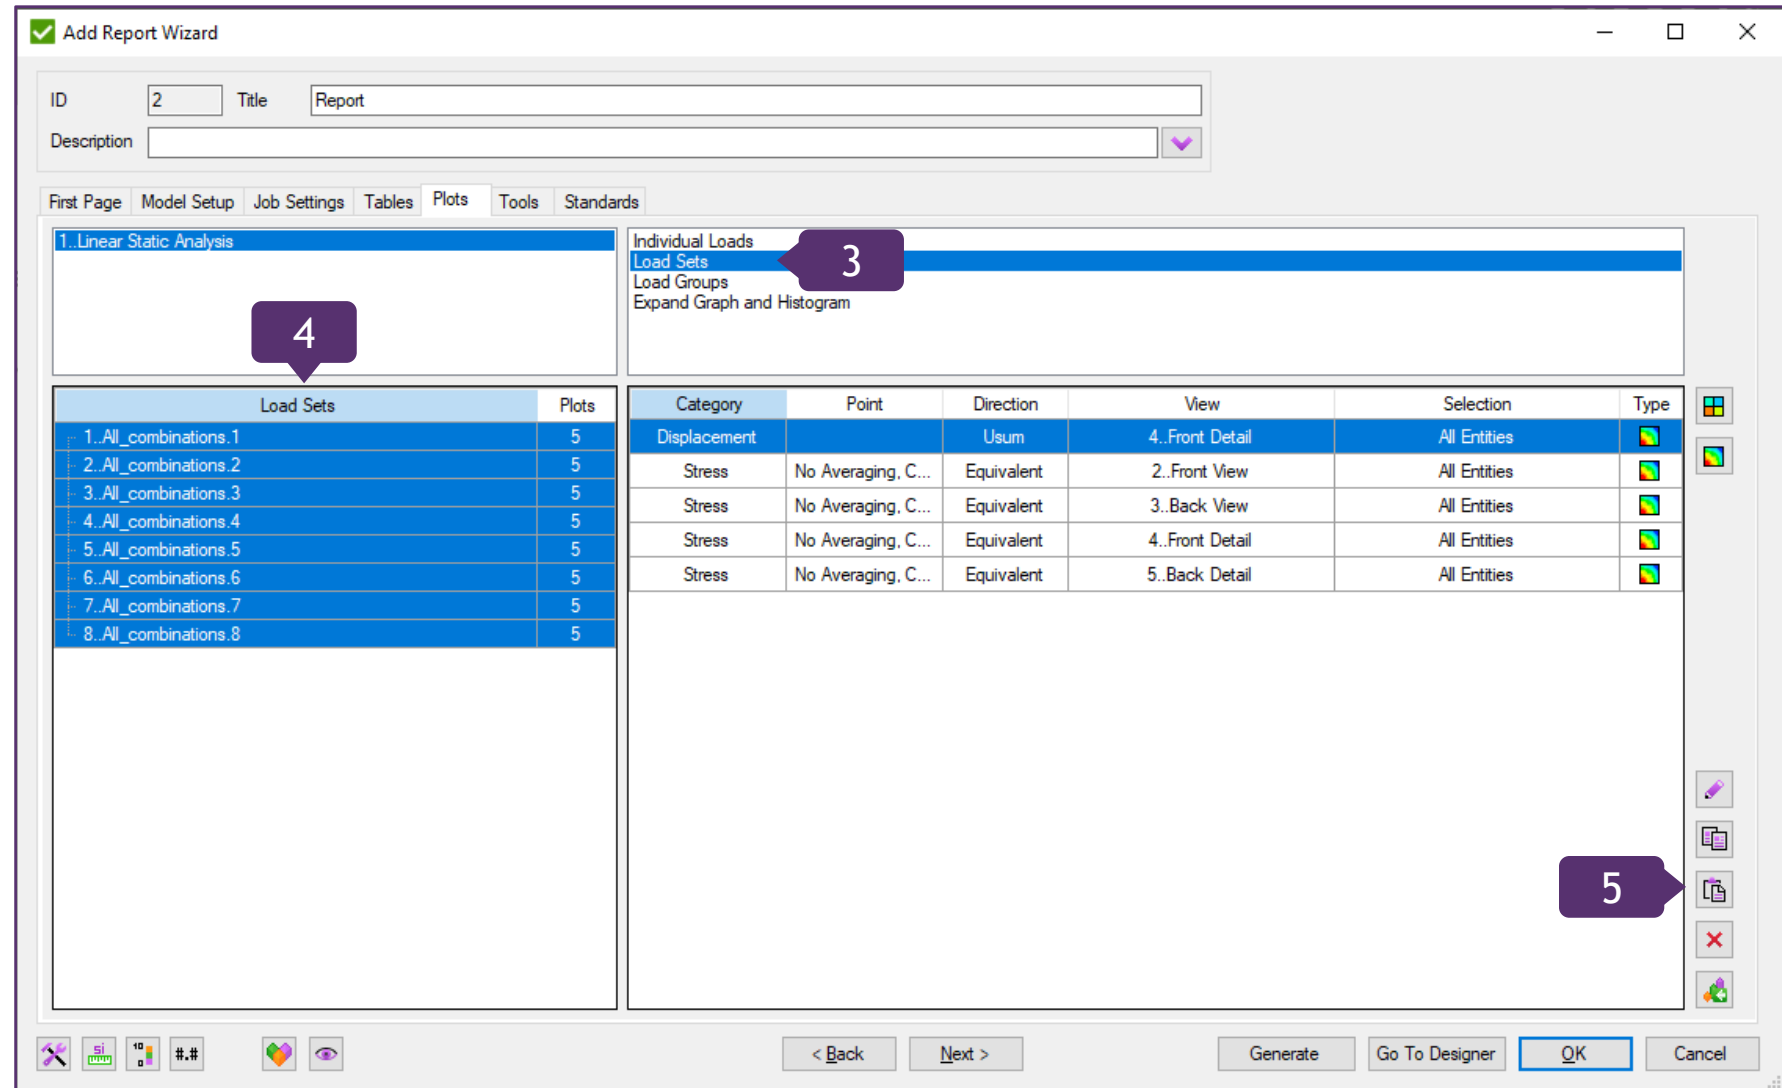 Add Report Wizard
ID 2 Title Report
Description
First Page Model Setup Job Settings Tables Plots Tools Standards
1..Linear Static Analysis
Individual Loads
Load Sets
Load Groups
Expand Graph and Histogram
3
4
Load Sets Plots
1..All_combinations.1 5
2..All_combinations.2 5
3..All_combinations.3 5
4..All_combinations.4 5
5..All_combinations.5 5
6..All_combinations.6 5
7..All_combinations.7 5
8..All_combinations.8 5
Category Point Direction View Selection Type
Displacement Usum 4..Front Detail All Entities
Stress No Averaging, C... Equivalent 2..Front View All Entities
Stress No Averaging, C... Equivalent 3..Back View All Entities
Stress No Averaging, C... Equivalent 4..Front Detail All Entities
Stress No Averaging, C... Equivalent 5..Back Detail All Entities
5
si 10 0 #.# < Back Next > Generate Go To Designer OK Cancel